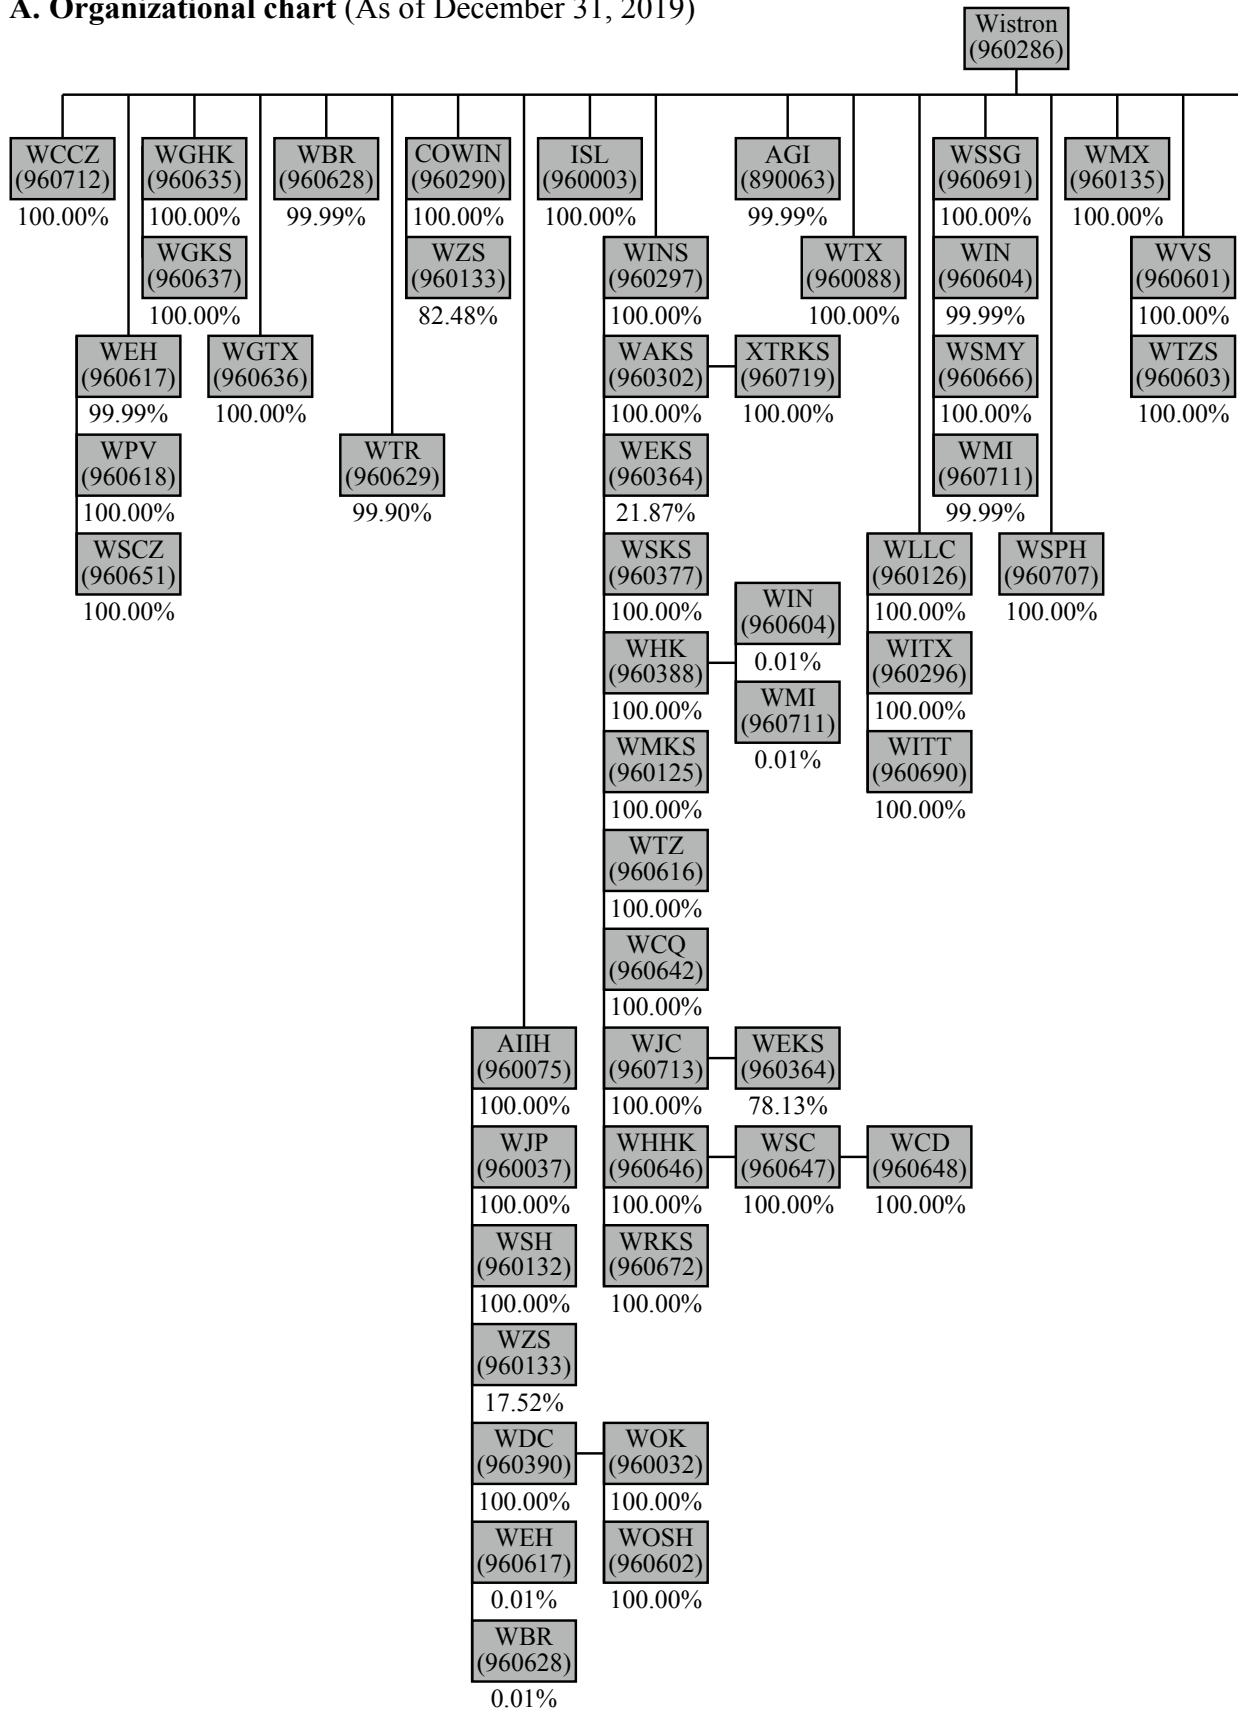 A. Organizational chart (As of December 31, 2019)
Wistron
(960286)
WCCZ
(960712)
100.00%
WGHK
(960635)
100.00%
WGKS
(960637)
100.00%
WBR
(960628)
99.99%
COWIN
(960290)
100.00%
WZS
(960133)
82.48%
ISL
(960003)
100.00%
AGI
(890063)
99.99%
WSSG
(960691)
100.00%
WIN
(960604)
99.99%
WSMY
(960666)
100.00%
WMI
(960711)
99.99%
WMX
(960135)
100.00%
WEH
(960617)
99.99%
WPV
(960618)
100.00%
WSCZ
(960651)
100.00%
WGTX
(960636)
100.00%
WTR
(960629)
99.90%
WINS
(960297)
100.00%
WAKS
(960302)
100.00%
XTRKS
(960719)
100.00%
WEKS
(960364)
21.87%
WSKS
(960377)
100.00%
WHK
(960388)
100.00%
WIN
(960604)
0.01%
WMI
(960711)
0.01%
WMKS
(960125)
100.00%
WTZ
(960616)
100.00%
WCQ
(960642)
100.00%
WJC
(960713)
100.00%
WEKS
(960364)
78.13%
WHHK
(960646)
100.00%
WSC
(960647)
100.00%
WCD
(960648)
100.00%
WRKS
(960672)
100.00%
WTX
(960088)
100.00%
WLLC
(960126)
100.00%
WITX
(960296)
100.00%
WITT
(960690)
100.00%
WSPH
(960707)
100.00%
WVS
(960601)
100.00%
WTZS
(960603)
100.00%
AIIH
(960075)
100.00%
WJP
(960037)
100.00%
WSH
(960132)
100.00%
WZS
(960133)
17.52%
WDC
(960390)
100.00%
WOK
(960032)
100.00%
WOSH
(960602)
100.00%
WEH
(960617)
0.01%
WBR
(960628)
0.01%